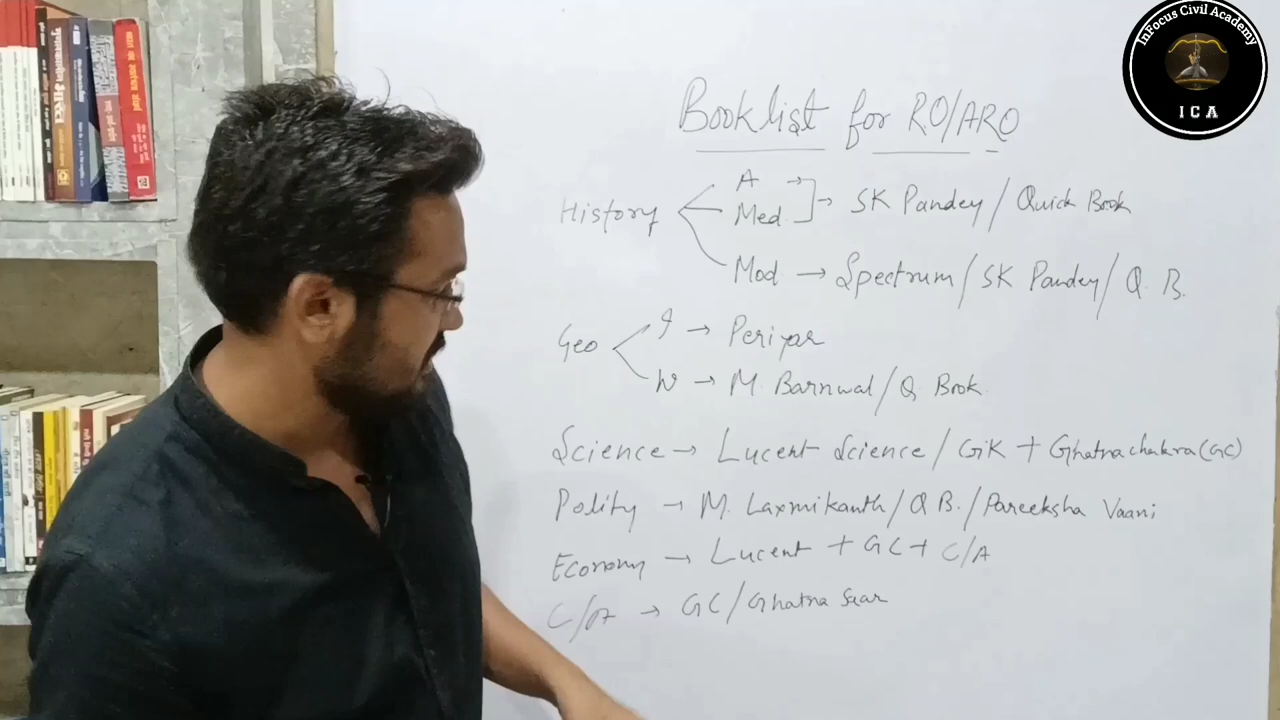 InFocus Civil Academy
ICA
Booklist for RO/ARO
History
A →
Med → SK Pandey / Quick Book
Mod → Spectrum / SK Pandey / Q. B.
Geo
I → Periyar
W → M. Barnwal / Q. Book
Science → Lucent Science / GK + Ghatnachakra (GC)
Polity → M. Laxmikanth / Q B. / Pareeksha Vaani
Economy → Lucent + GC + C/A
C/A → GC / Ghatna Saar